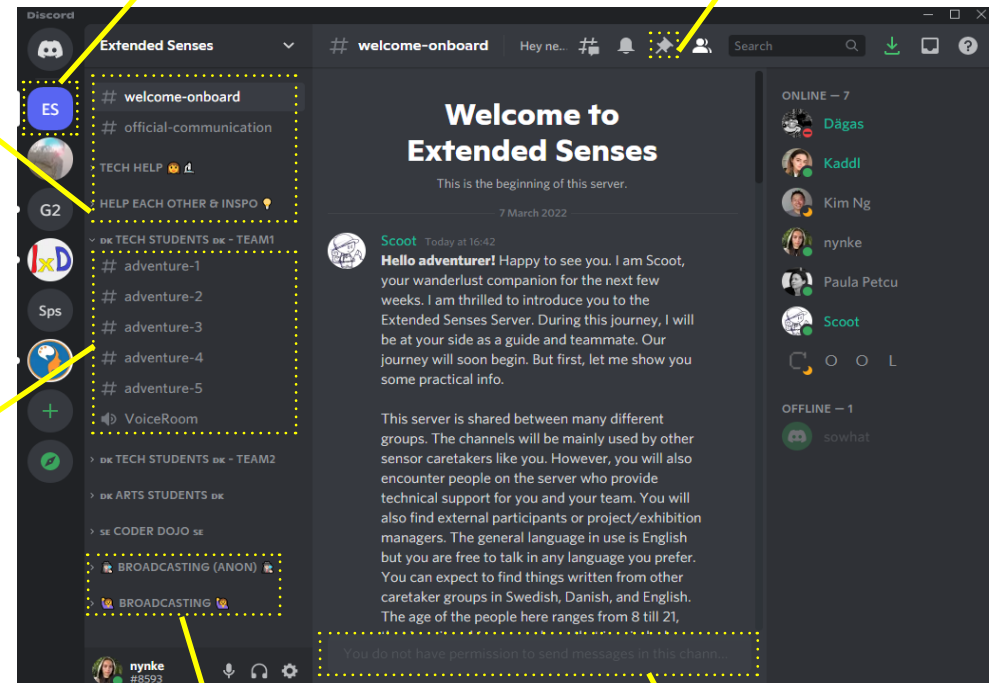 Discord
Extended Senses
# welcome-onboard
Hey ne...
Search
ES
G2
IxD
Sps
# welcome-onboard
# official-communication
TECH HELP
HELP EACH OTHER & INSPO
DK TECH STUDENTS DK - TEAM1
# adventure-1
# adventure-2
# adventure-3
# adventure-4
# adventure-5
VoiceRoom
DK TECH STUDENTS DK - TEAM2
DK ARTS STUDENTS DK
SE CODER DOJO SE
BROADCASTING (ANON)
BROADCASTING
nynke
#8593
Welcome to
Extended Senses
This is the beginning of this server.
7 March 2022
Scoot Today at 16:42
Hello adventurer! Happy to see you. I am Scoot,
your wanderlust companion for the next few
weeks. I am thrilled to introduce you to the
Extended Senses Server. During this journey, I will
be at your side as a guide and teammate. Our
journey will soon begin. But first, let me show you
some practical info.
This server is shared between many different
groups. The channels will be mainly used by other
sensor caretakers like you. However, you will also
encounter people on the server who provide
technical support for you and your team. You will
also find external participants or project/exhibition
managers. The general language in use is English
but you are free to talk in any language you prefer.
You can expect to find things written from other
caretaker groups in Swedish, Danish, and English.
The age of the people here ranges from 8 till 21,
You do not have permission to send messages in this chann...
ONLINE — 7
Dägas
Kaddl
Kim Ng
nynke
Paula Petcu
Scoot
O O L
OFFLINE — 1
sowhat